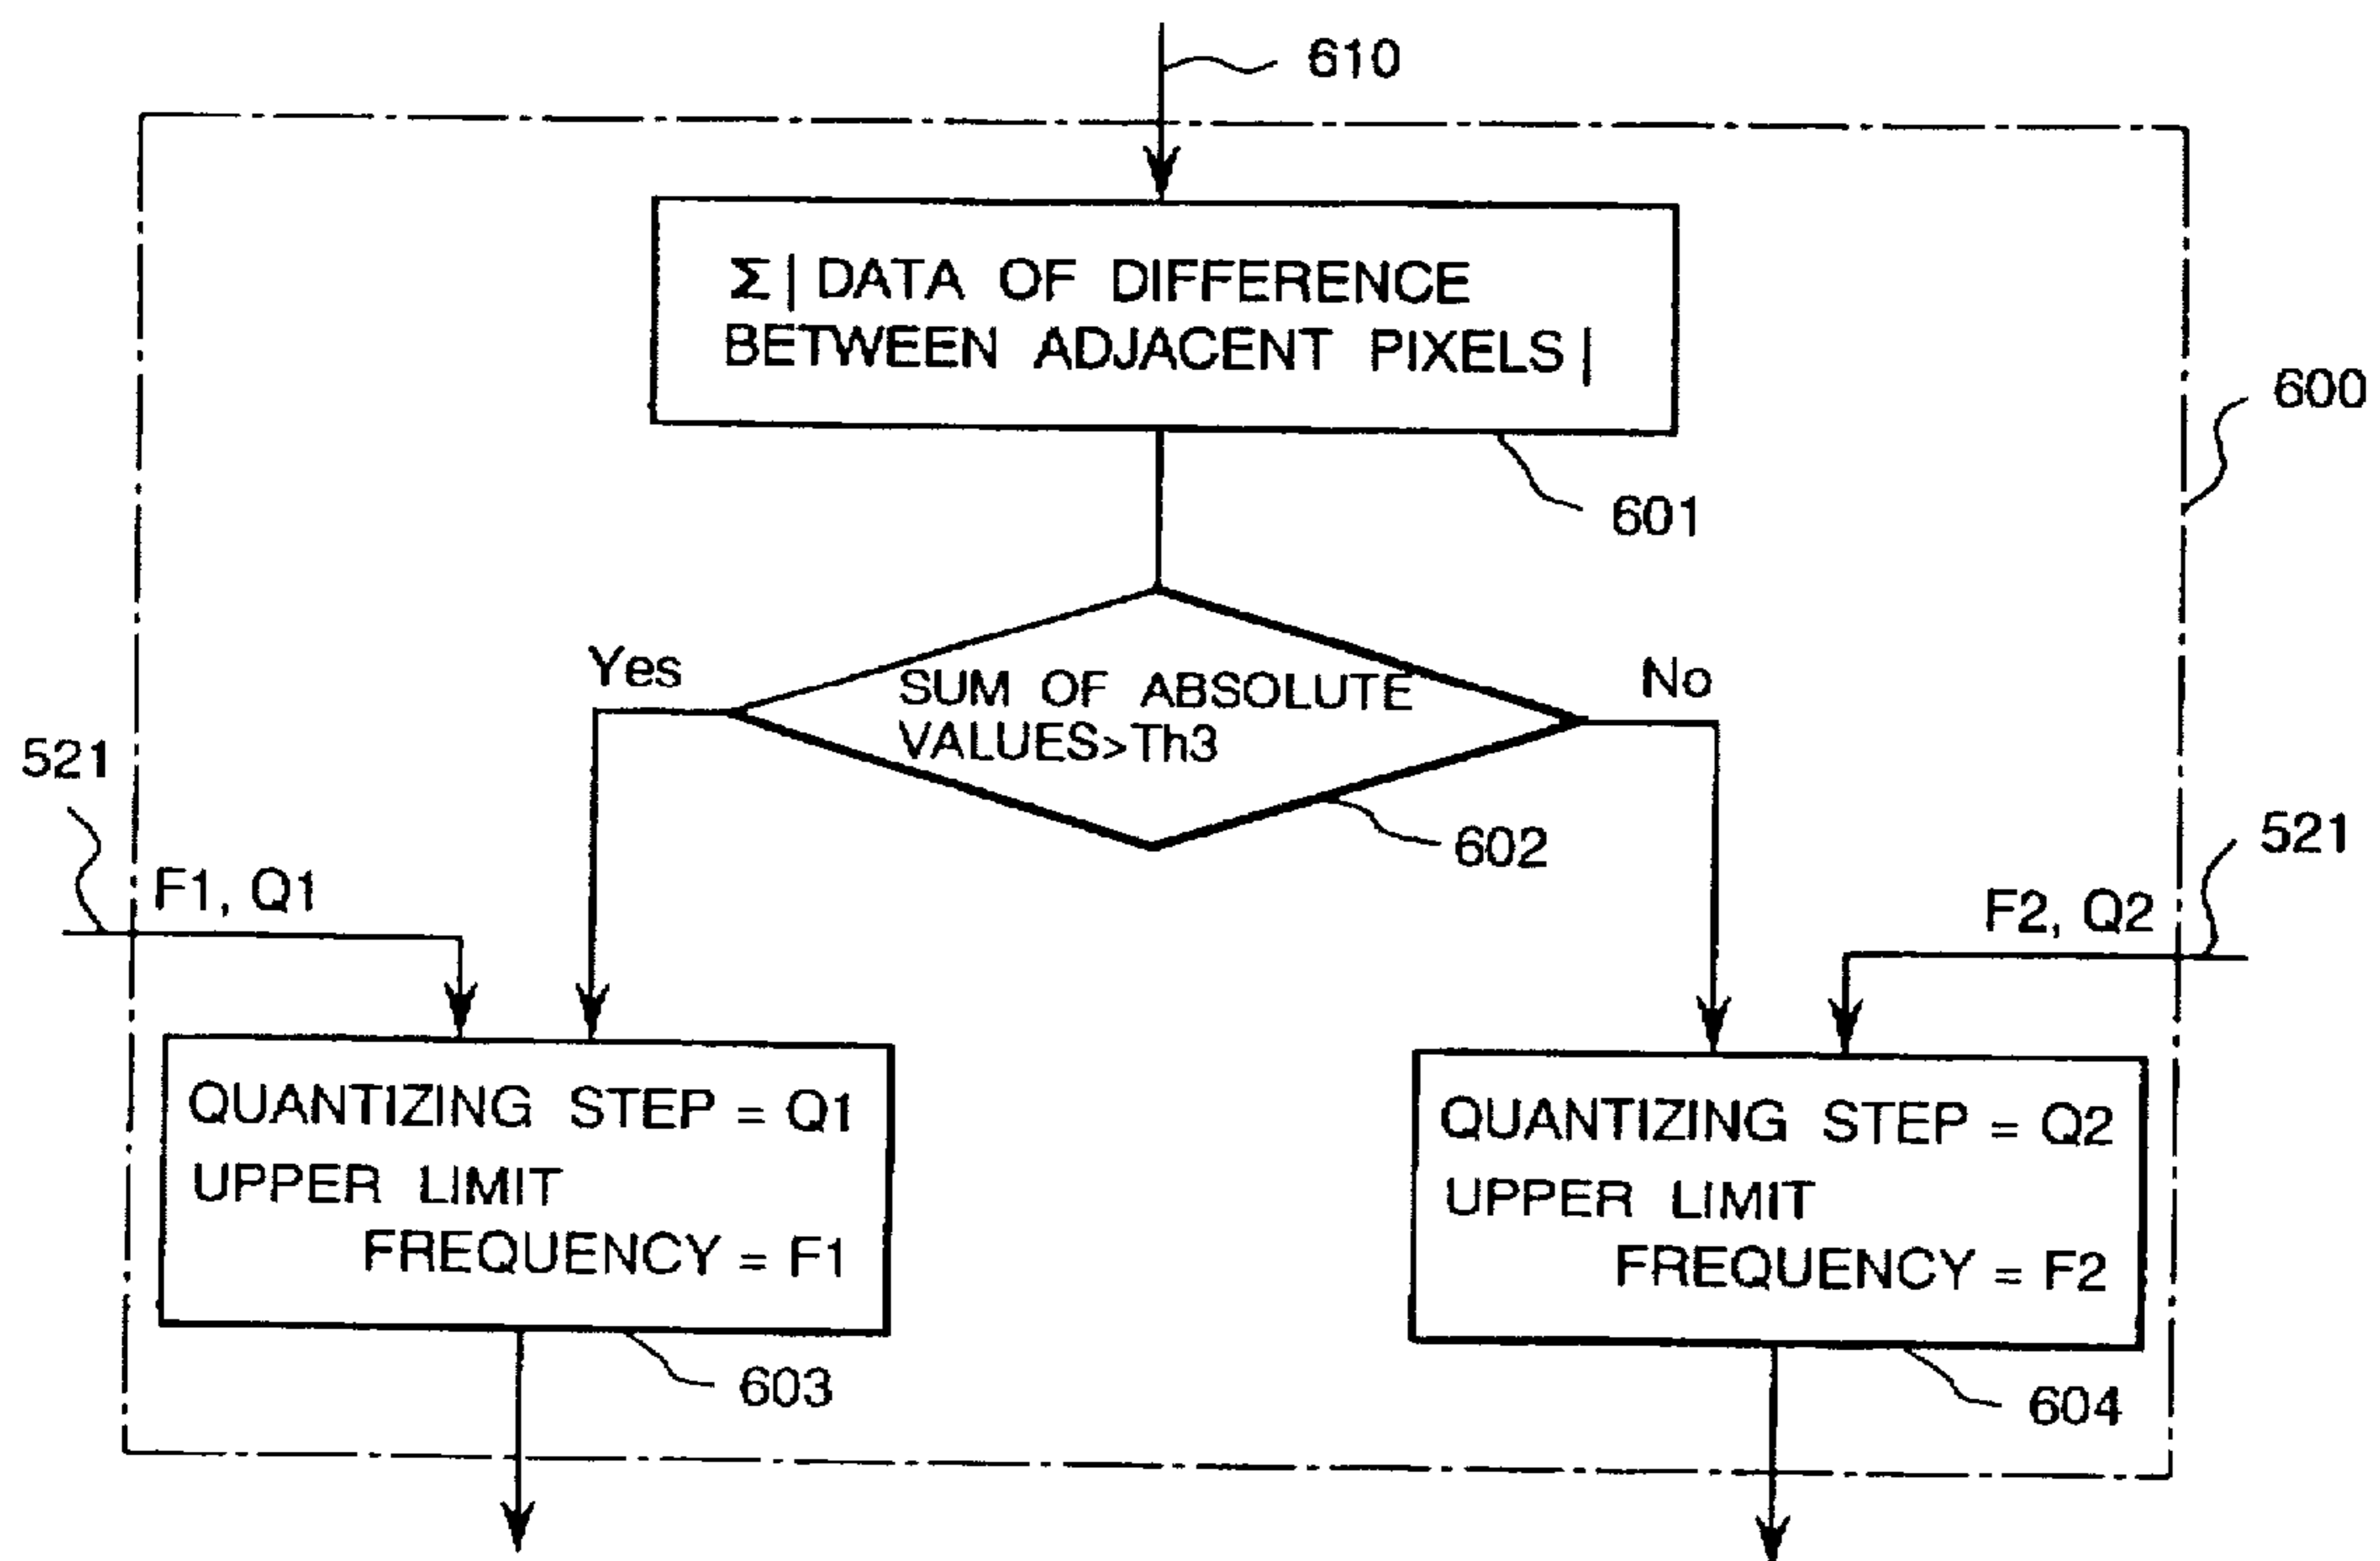 610
Σ| DATA OF DIFFERENCE
BETWEEN ADJACENT PIXELS|
600
601
Yes
SUM OF ABSOLUTE
VALUES>Th3
No
602
521
F1, Q1
521
F2, Q2
QUANTIZING STEP = Q1
UPPER LIMIT
FREQUENCY = F1
603
QUANTIZING STEP = Q2
UPPER LIMIT
FREQUENCY = F2
604